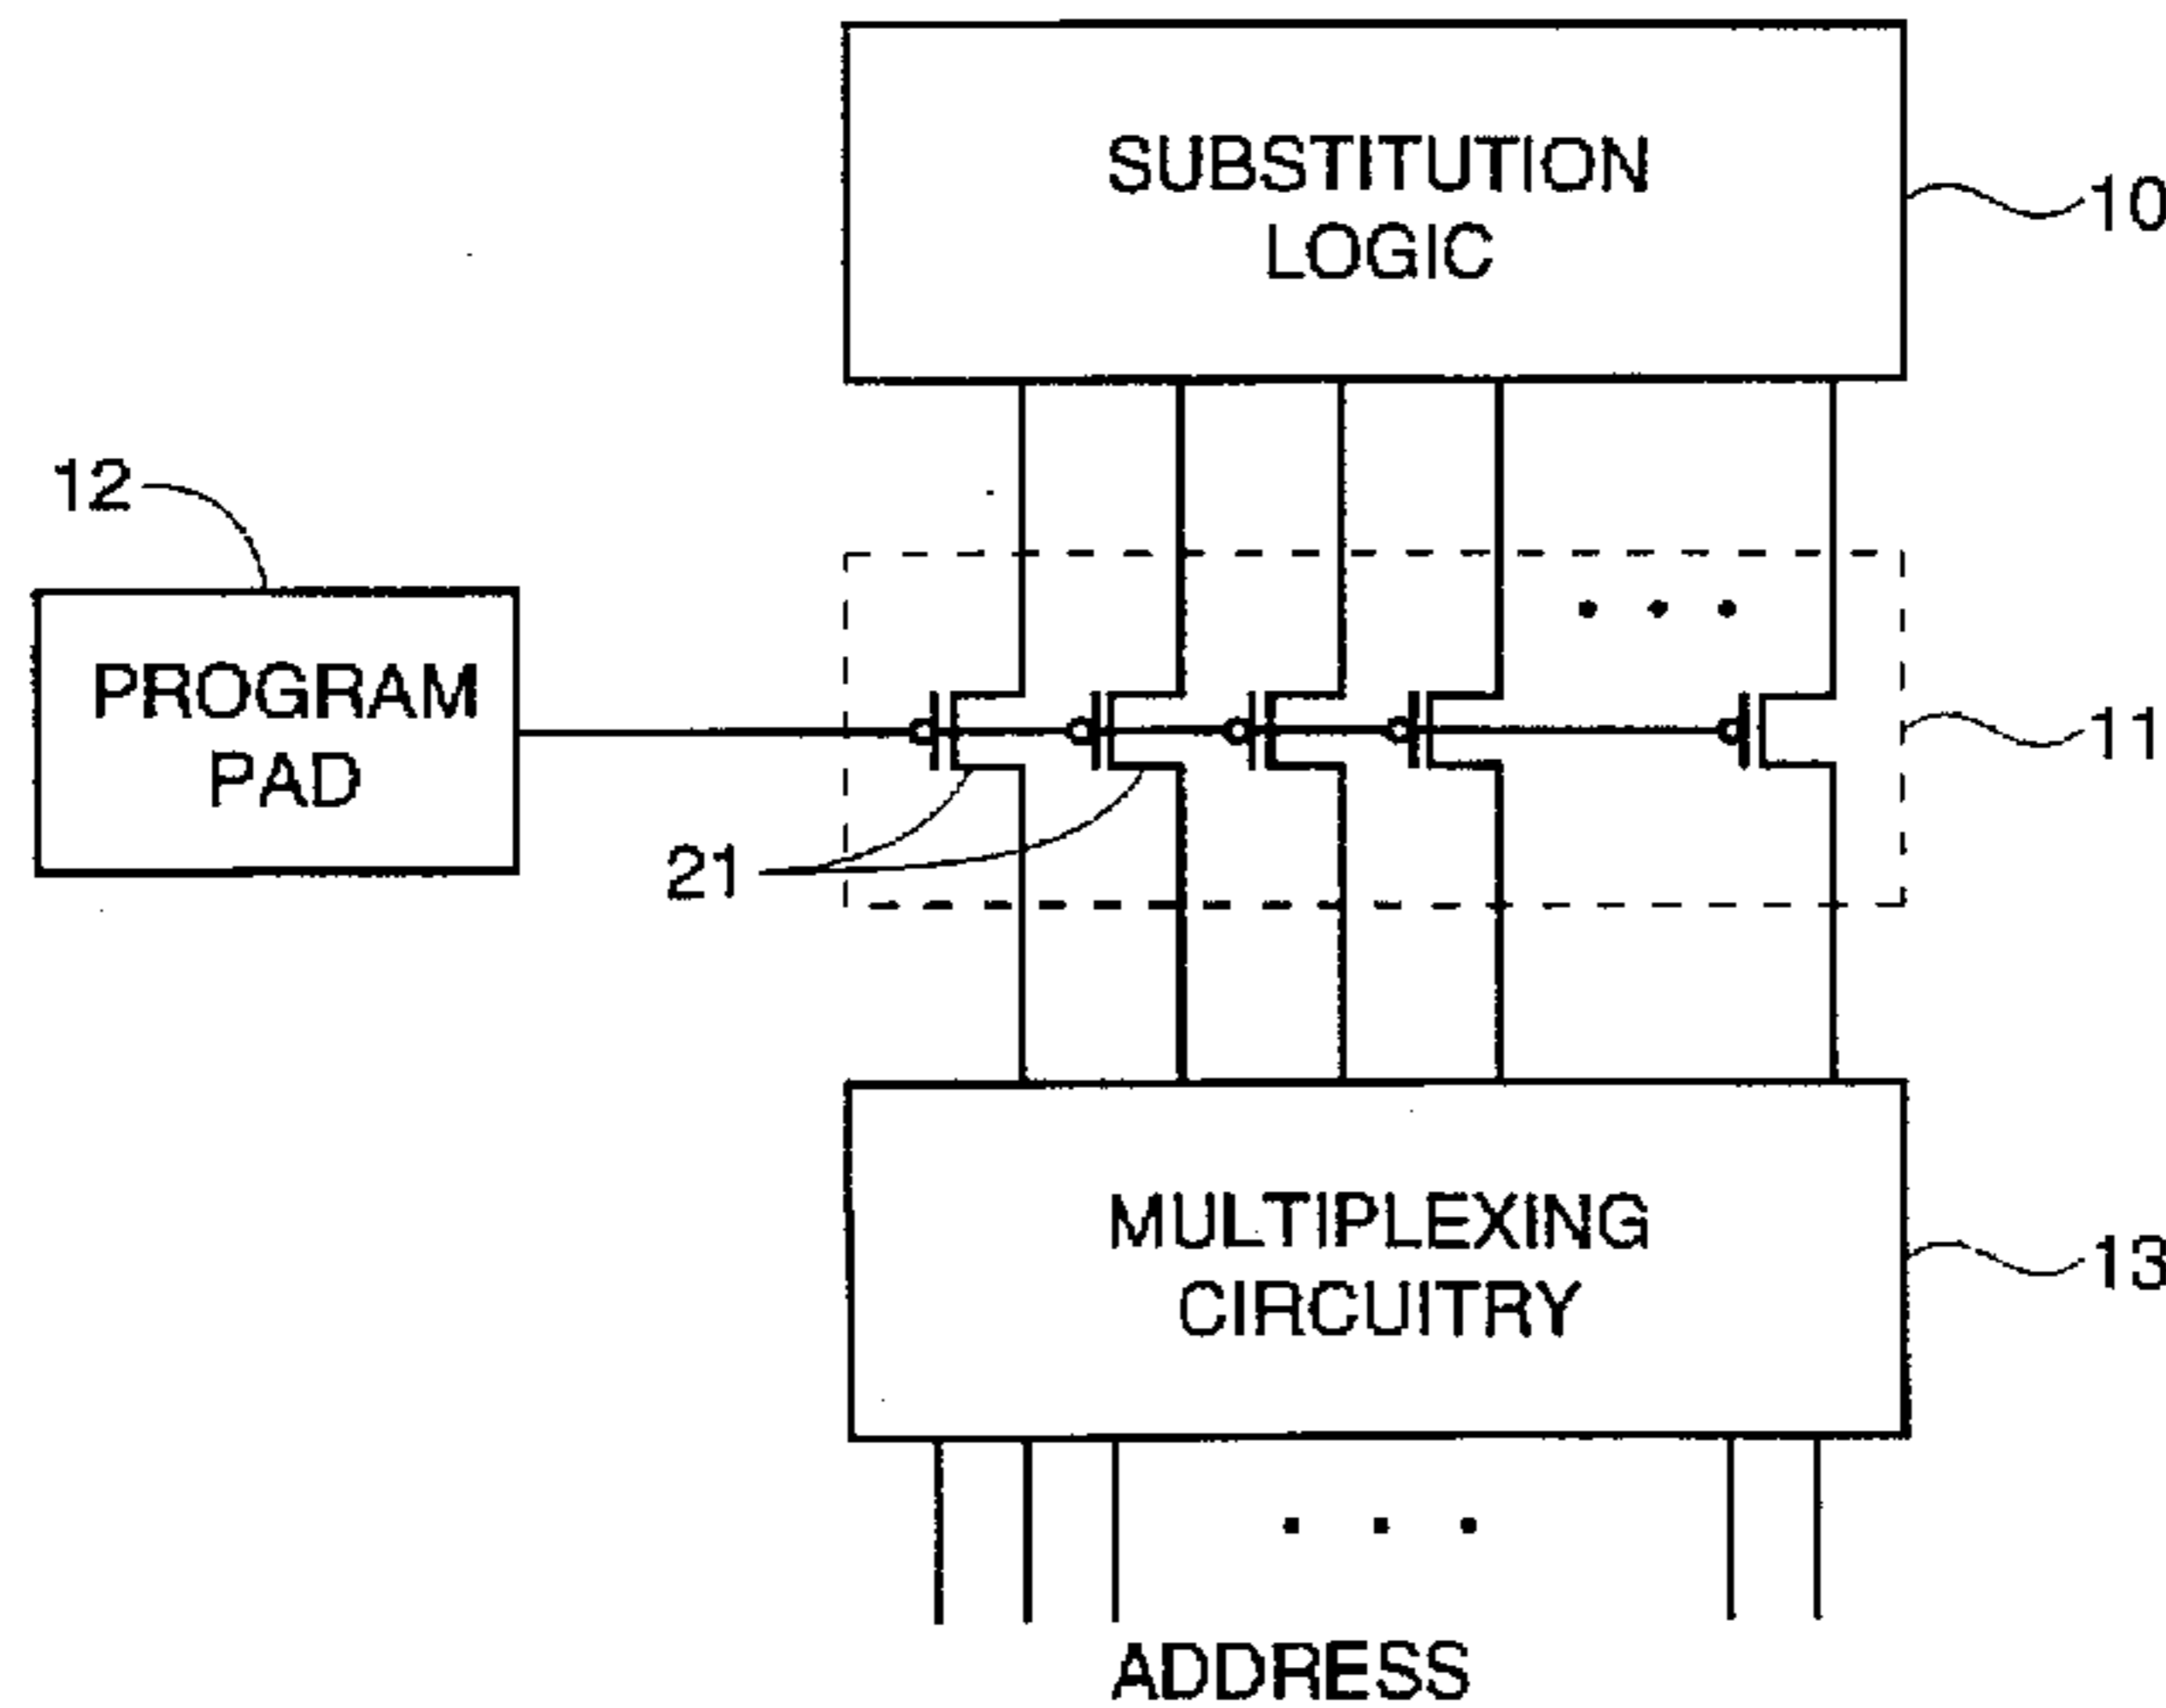 SUBSTITUTION
LOGIC
10
12
PROGRAM
PAD
11
21
MULTIPLEXING
CIRCUITRY
13
ADDRESS